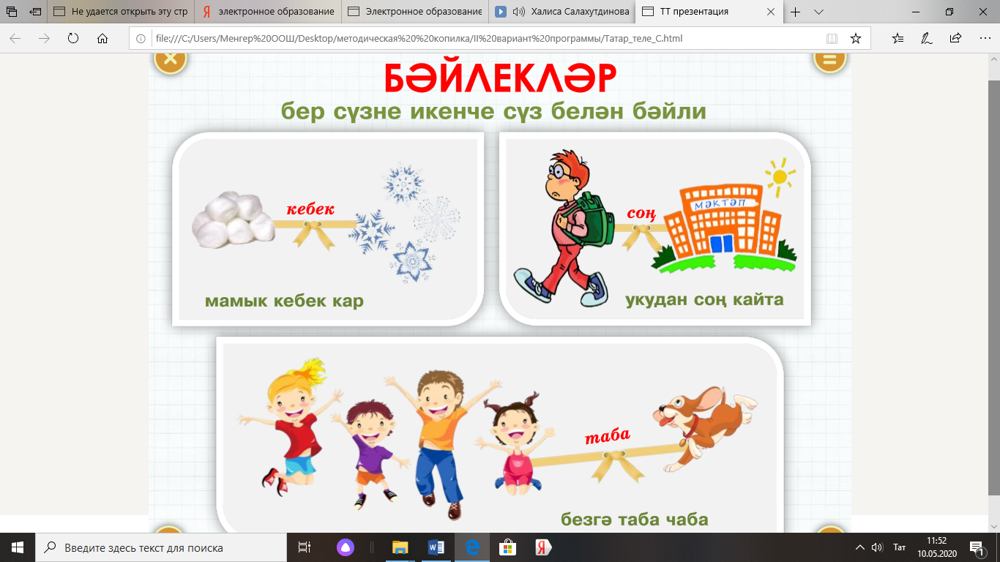 Не удается открыть эту стр
электронное образование
Электронное образование
Халиса Салахутдинова
ТТ презентация
file:///C:/Users/Менгер%20ООШ/Desktop/методическая%20%20копилка/II%20вариант%20программы/Татар_теле_С.html
БӘЙЛЕКЛӘР
бер сүзне икенче сүз белән бәйли
кебек
мамык кебек кар
соң
МӘКТӘП
укудан соң кайта
таба
безгә таба чаба
Введите здесь текст для поиска
Тат
11:52
10.05.2020
1